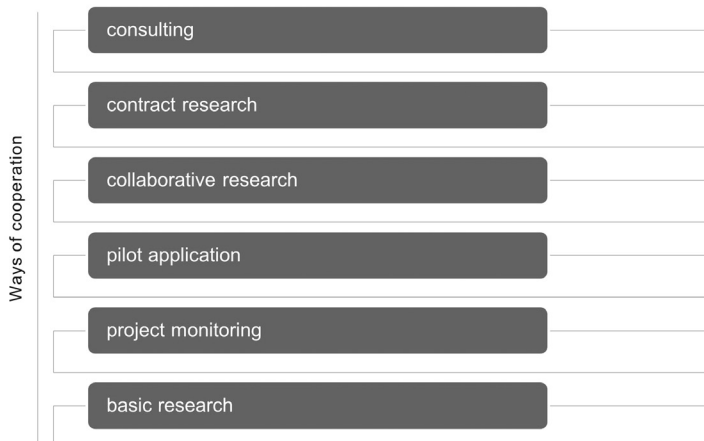 Ways of cooperation
consulting
contract research
collaborative research
pilot application
project monitoring
basic research